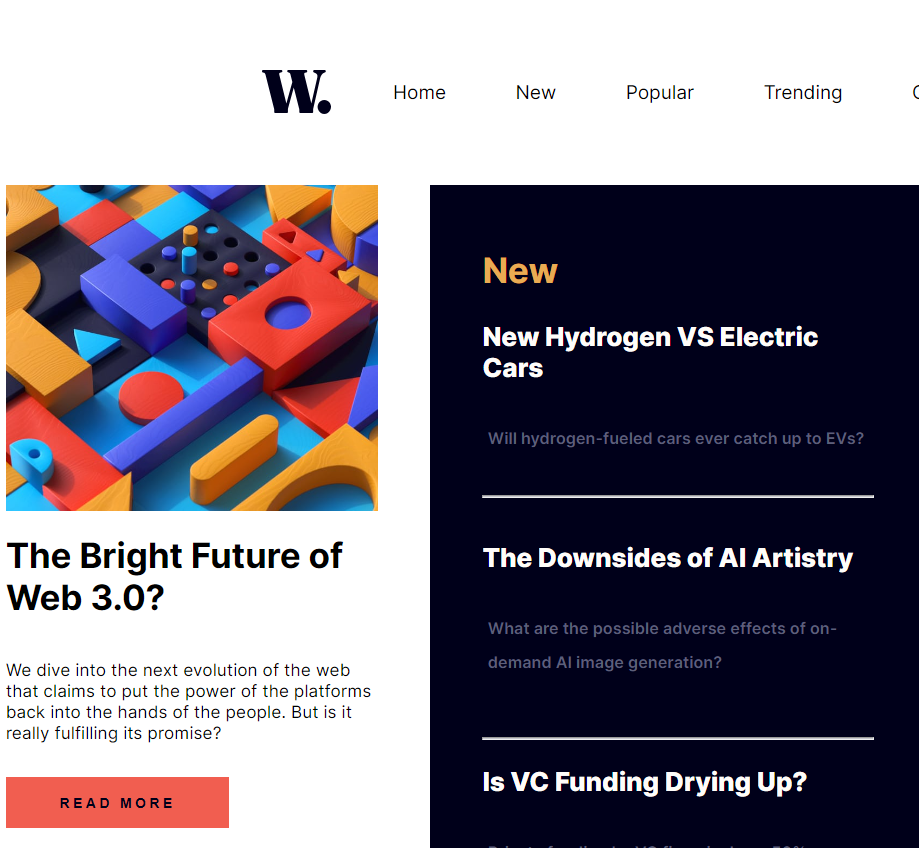 W.
Home
New
Popular
Trending
New
New Hydrogen VS Electric
Cars
Will hydrogen-fueled cars ever catch up to EVs?
The Downsides of AI Artistry
What are the possible adverse effects of on-
demand AI image generation?
Is VC Funding Drying Up?
The Bright Future of
Web 3.0?
We dive into the next evolution of the web
that claims to put the power of the platforms
back into the hands of the people. But is it
really fulfilling its promise?
READ MORE